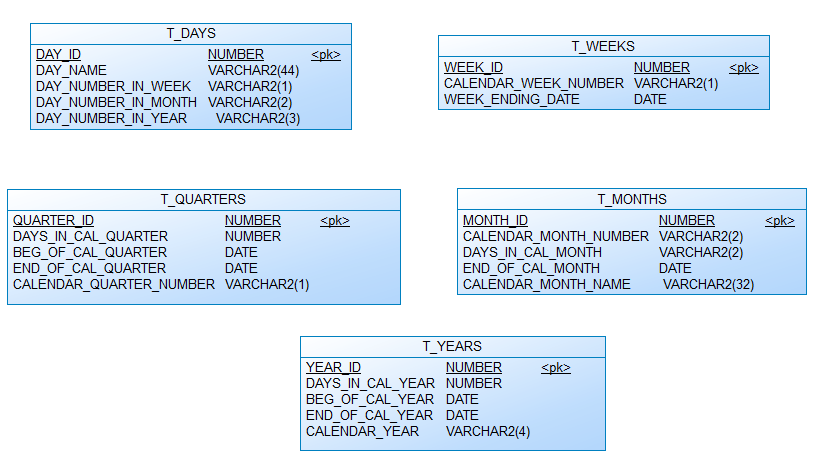 T_DAYS
DAY_ID NUMBER <pk>
DAY_NAME VARCHAR2(44)
DAY_NUMBER_IN_WEEK VARCHAR2(1)
DAY_NUMBER_IN_MONTH VARCHAR2(2)
DAY_NUMBER_IN_YEAR VARCHAR2(3)
T_WEEKS
WEEK_ID NUMBER <pk>
CALENDAR_WEEK_NUMBER VARCHAR2(1)
WEEK_ENDING_DATE DATE
T_QUARTERS
QUARTER_ID NUMBER <pk>
DAYS_IN_CAL_QUARTER NUMBER
BEG_OF_CAL_QUARTER DATE
END_OF_CAL_QUARTER DATE
CALENDAR_QUARTER_NUMBER VARCHAR2(1)
T_MONTHS
MONTH_ID NUMBER <pk>
CALENDAR_MONTH_NUMBER VARCHAR2(2)
DAYS_IN_CAL_MONTH VARCHAR2(2)
END_OF_CAL_MONTH DATE
CALENDAR_MONTH_NAME VARCHAR2(32)
T_YEARS
YEAR_ID NUMBER <pk>
DAYS_IN_CAL_YEAR NUMBER
BEG_OF_CAL_YEAR DATE
END_OF_CAL_YEAR DATE
CALENDAR_YEAR VARCHAR2(4)